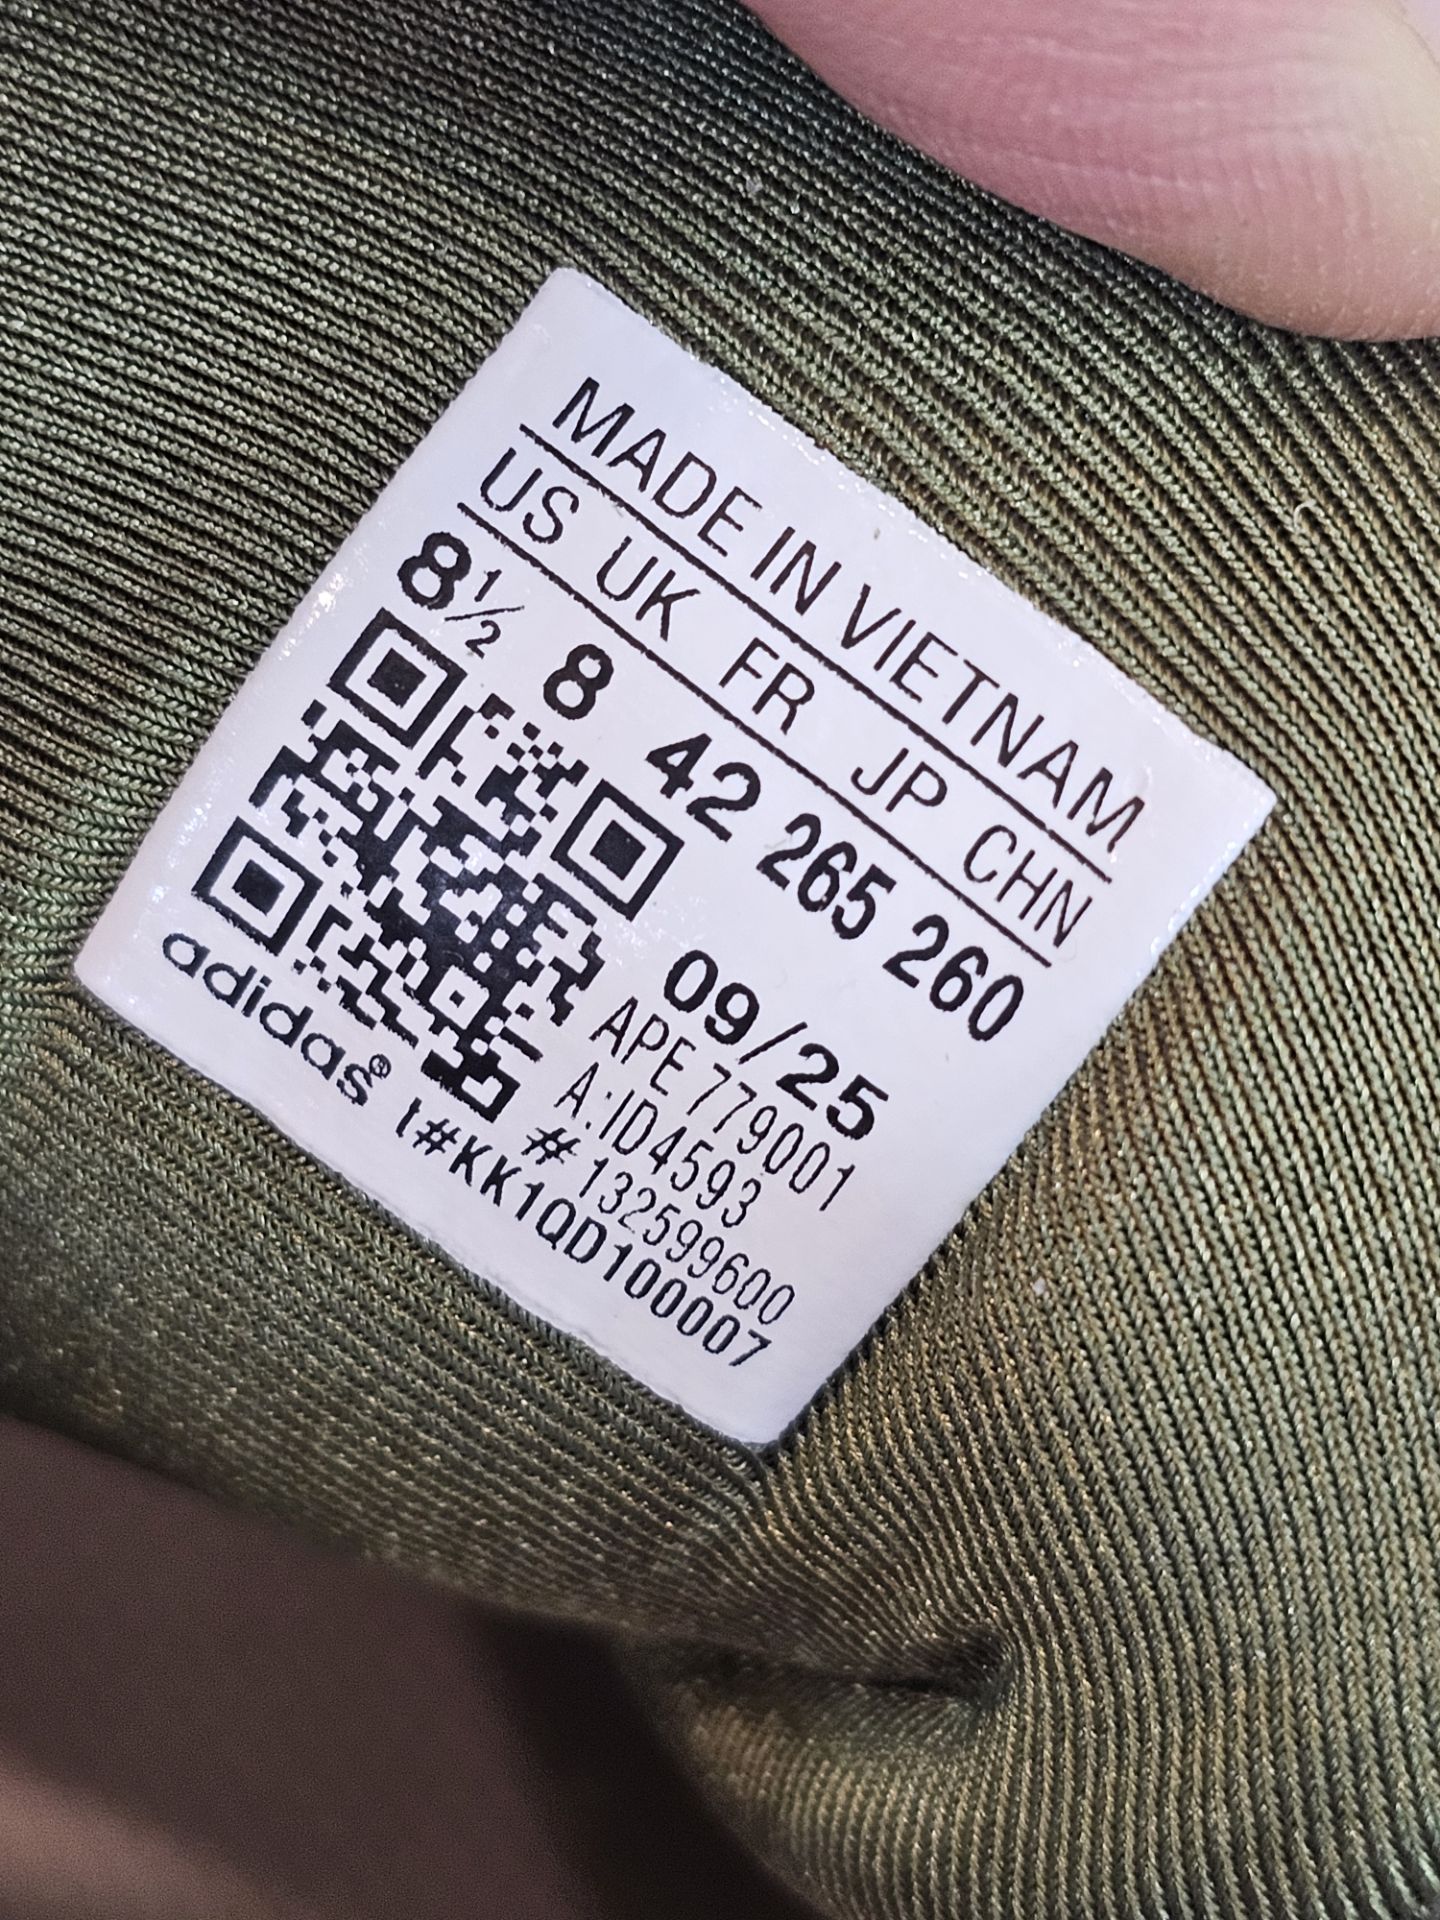 MADE IN VIETNAM
US UK FR JP CHN
8½ 8 42 265 260
09/25
APE 779001
A:ID4593
#132599600
adidas® t#KK1QD100007